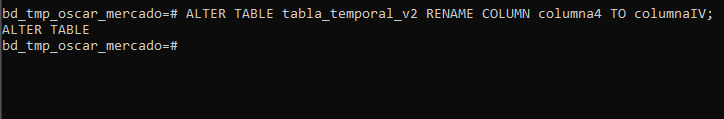 bd_tmp_oscar_mercado=# ALTER TABLE tabla_temporal_v2 RENAME COLUMN columna4 TO columnaIV;
ALTER TABLE
bd_tmp_oscar_mercado=#